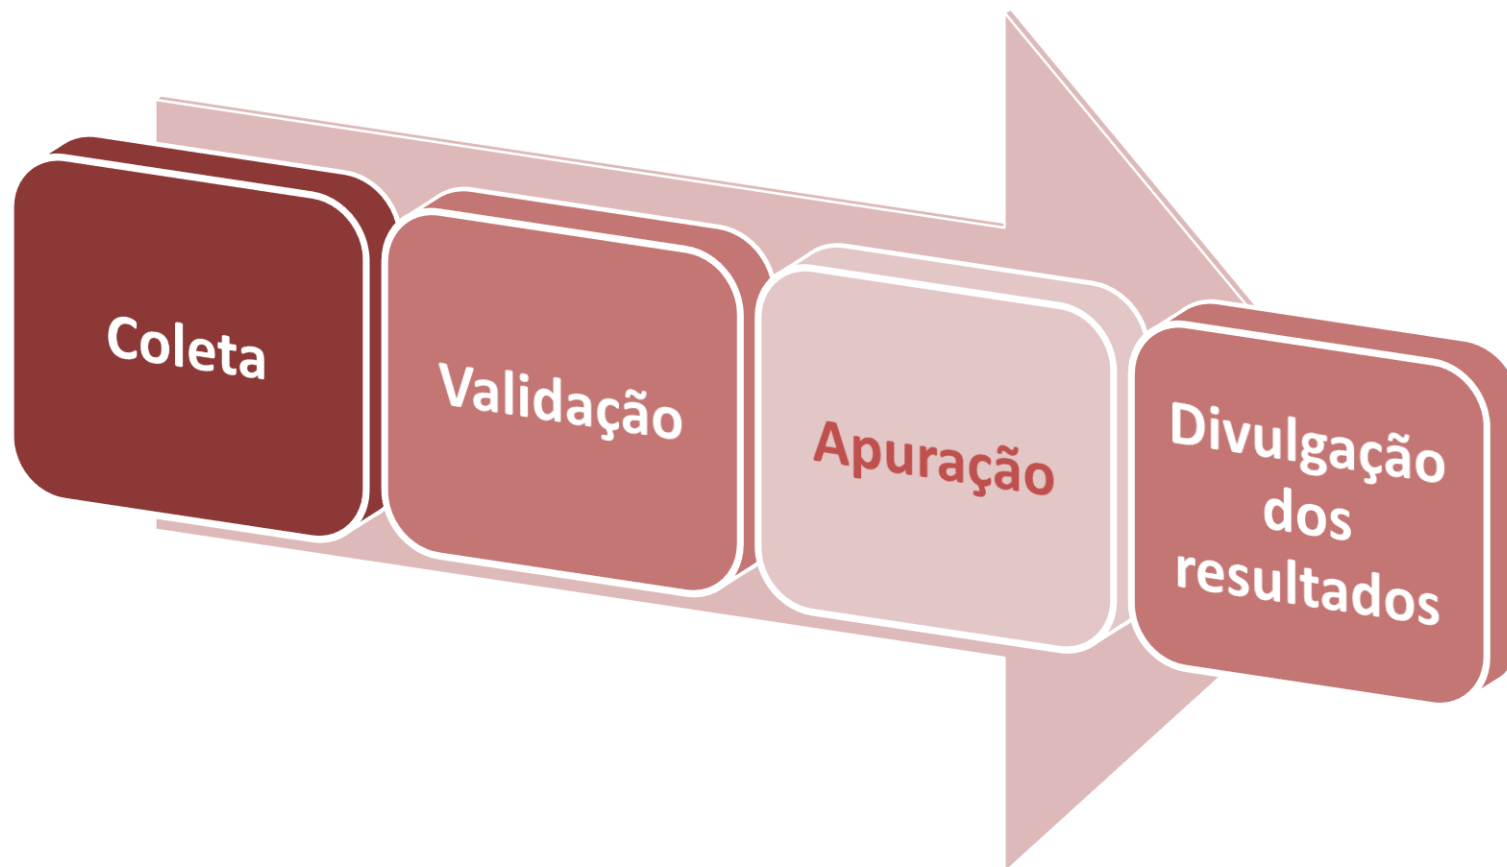 Coleta
Validação
Apuração
Divulgação
dos
resultados